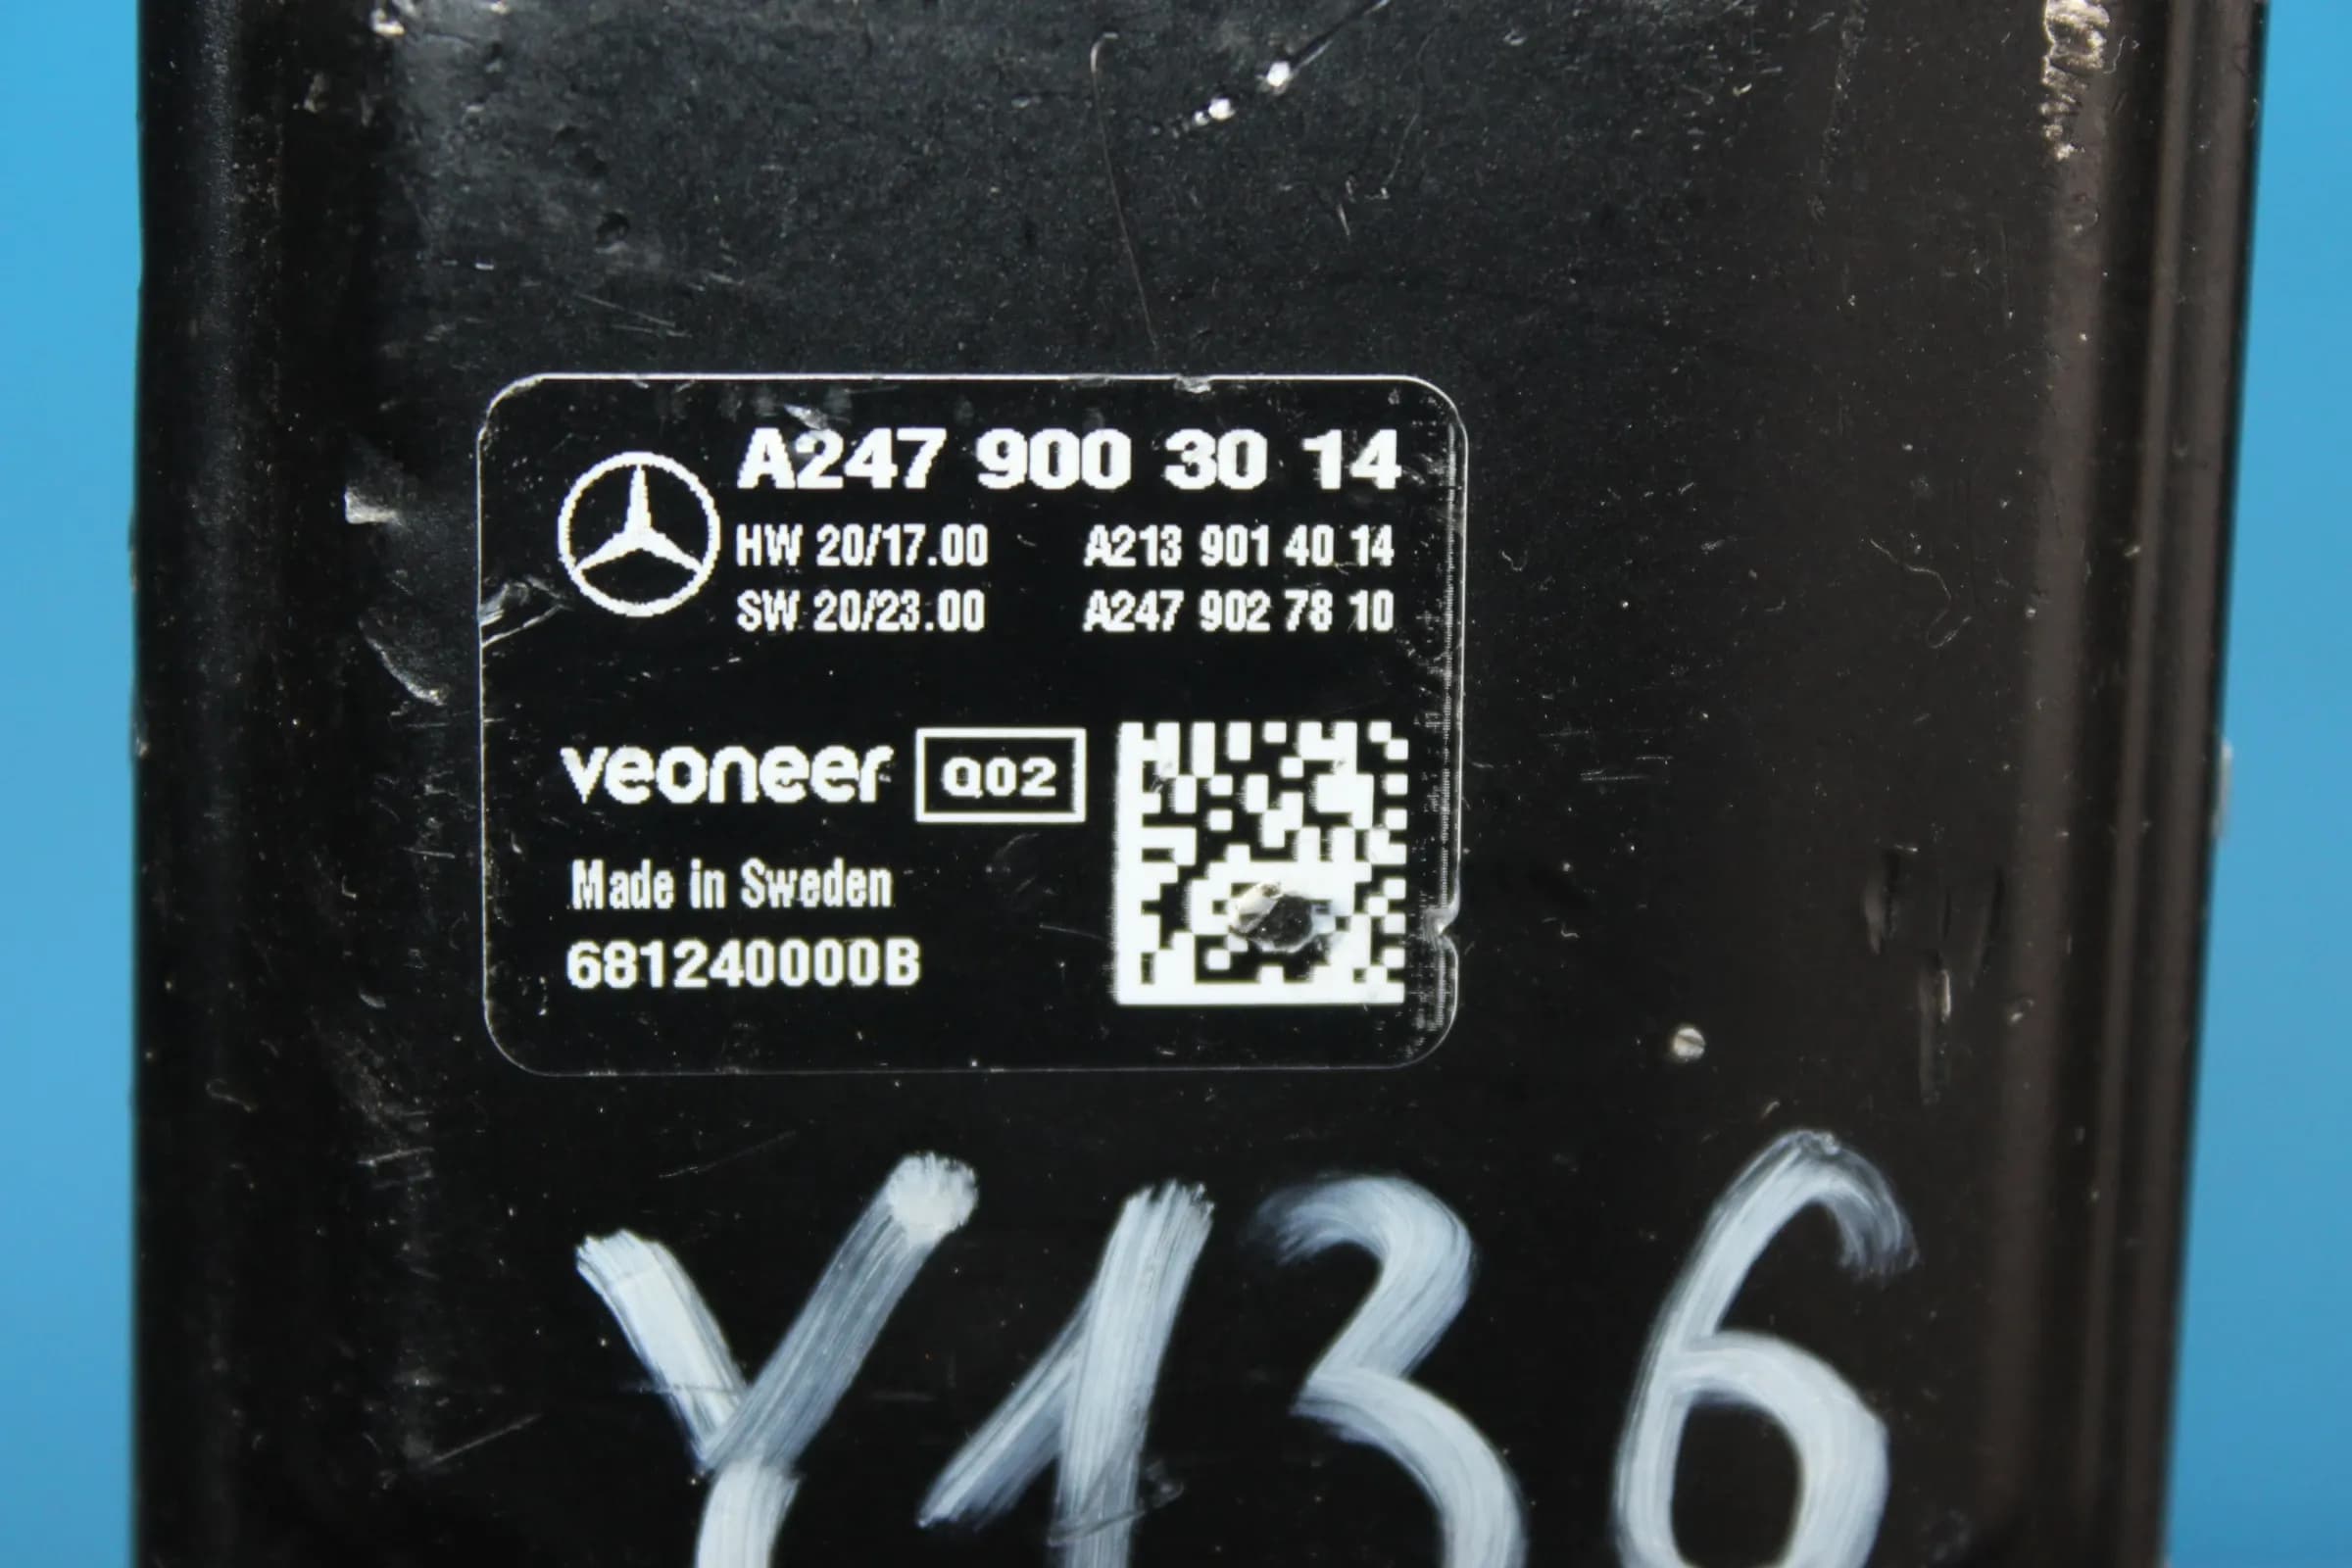 A247 900 30 14
HW 20/17.00 A213 901 40 14
SW 20/23.00 A247 902 78 10
veoneer Q02
Made in Sweden
681240000B
Y136